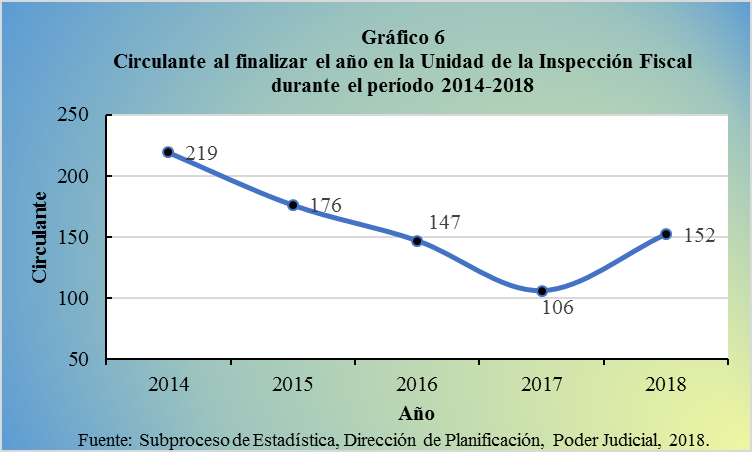 Gráfico 6
Circulante al finalizar el año en la Unidad de la Inspección Fiscal
durante el período 2014-2018
250
200
150
100
50
Circulante
219
176
147
106
152
2014 2015 2016 2017 2018
Año
Fuente: Subproceso de Estadística, Dirección de Planificación, Poder Judicial, 2018.